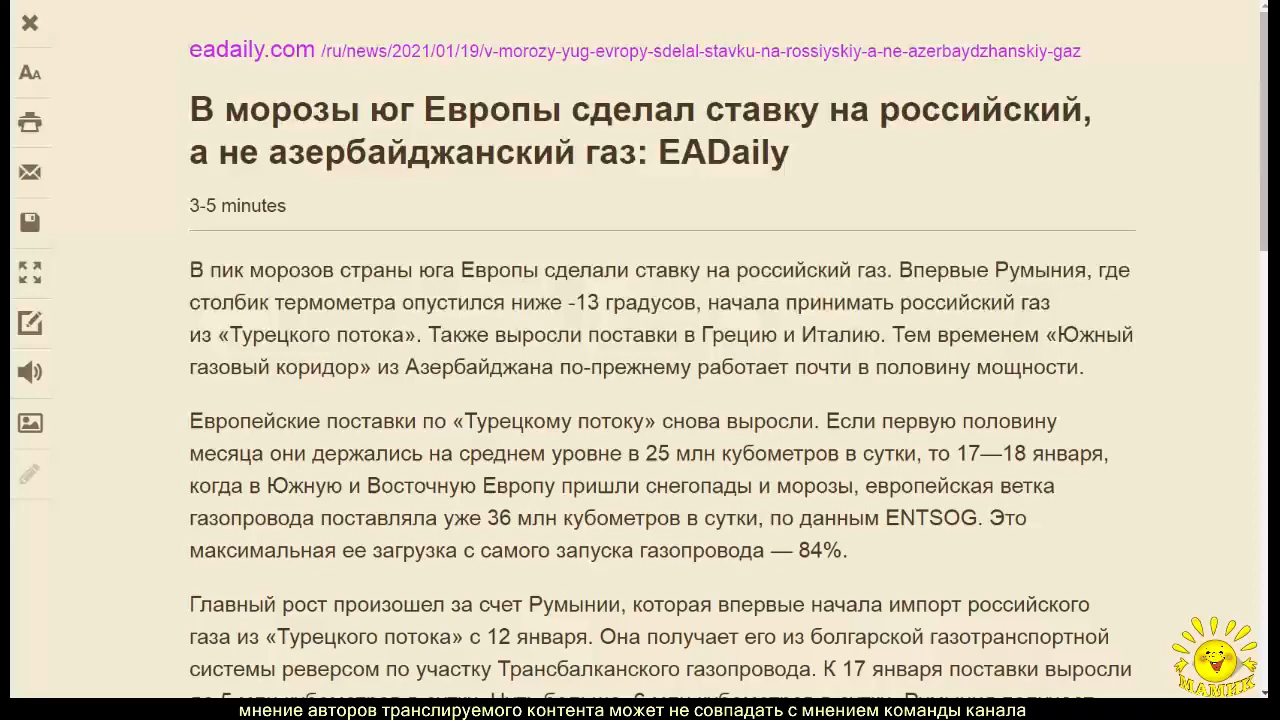 eadaily.com /ru/news/2021/01/19/v-morozy-yug-evropy-sdelal-stavku-na-rossiyskiy-a-ne-azerbaydzhanskiy-gaz
В морозы юг Европы сделал ставку на российский,
а не азербайджанский газ: EADaily
3-5 minutes
В пик морозов страны юга Европы сделали ставку на российский газ. Впервые Румыния, где
столбик термометра опустился ниже -13 градусов, начала принимать российский газ
из «Турецкого потока». Также выросли поставки в Грецию и Италию. Тем временем «Южный
газовый коридор» из Азербайджана по-прежнему работает почти в половину мощности.
Европейские поставки по «Турецкому потоку» снова выросли. Если первую половину
месяца они держались на среднем уровне в 25 млн кубометров в сутки, то 17—18 января,
когда в Южную и Восточную Европу пришли снегопады и морозы, европейская ветка
газопровода поставляла уже 36 млн кубометров в сутки, по данным ENTSOG. Это
максимальная ее загрузка с самого запуска газопровода — 84%.
Главный рост произошел за счет Румынии, которая впервые начала импорт российского
газа из «Турецкого потока» с 12 января. Она получает его из болгарской газотранспортной
системы реверсом по участку Трансбалканского газопровода. К 17 января поставки выросли
МАМИК
мнение авторов транслируемого контента может не совпадать с мнением команды канала